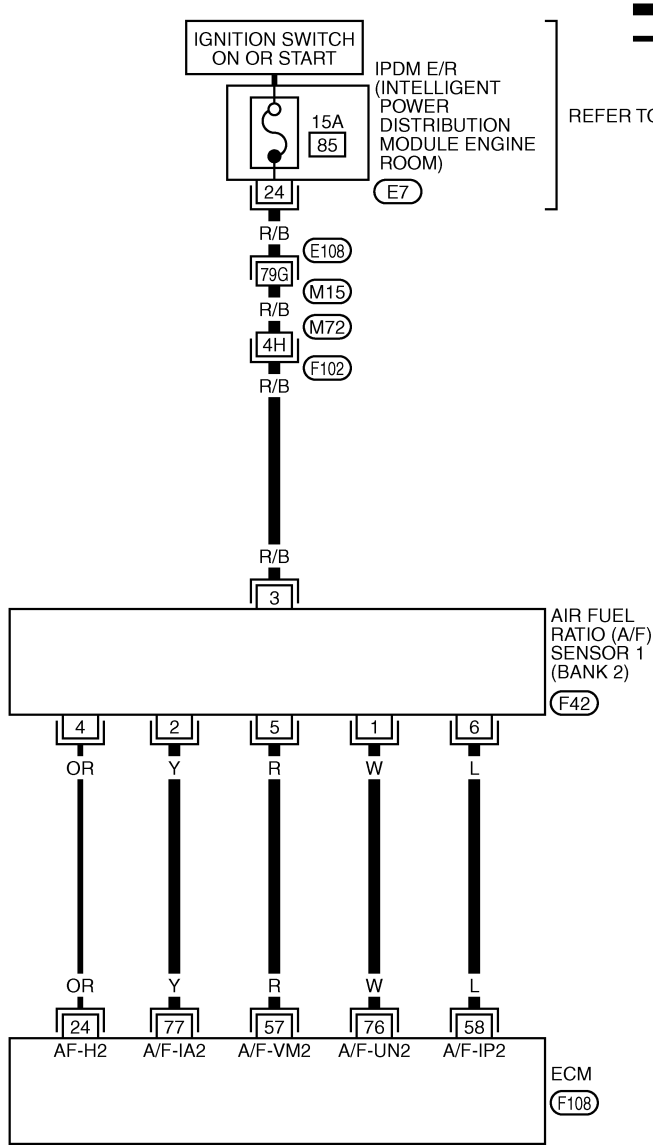 IGNITION SWITCH
ON OR START
IPDM E/R
(INTELLIGENT
POWER
DISTRIBUTION
MODULE ENGINE
ROOM)
REFER TO
15A
85
24
E7
R/B
E108
79G
M15
R/B
M72
4H
F102
R/B
R/B
3
AIR FUEL
RATIO (A/F)
SENSOR 1
(BANK 2)
F42
4 2 5 1 6
OR Y R W L
OR Y R W L
24 77 57 76 58
AF-H2 A/F-IA2 A/F-VM2 A/F-UN2 A/F-IP2
ECM
F108